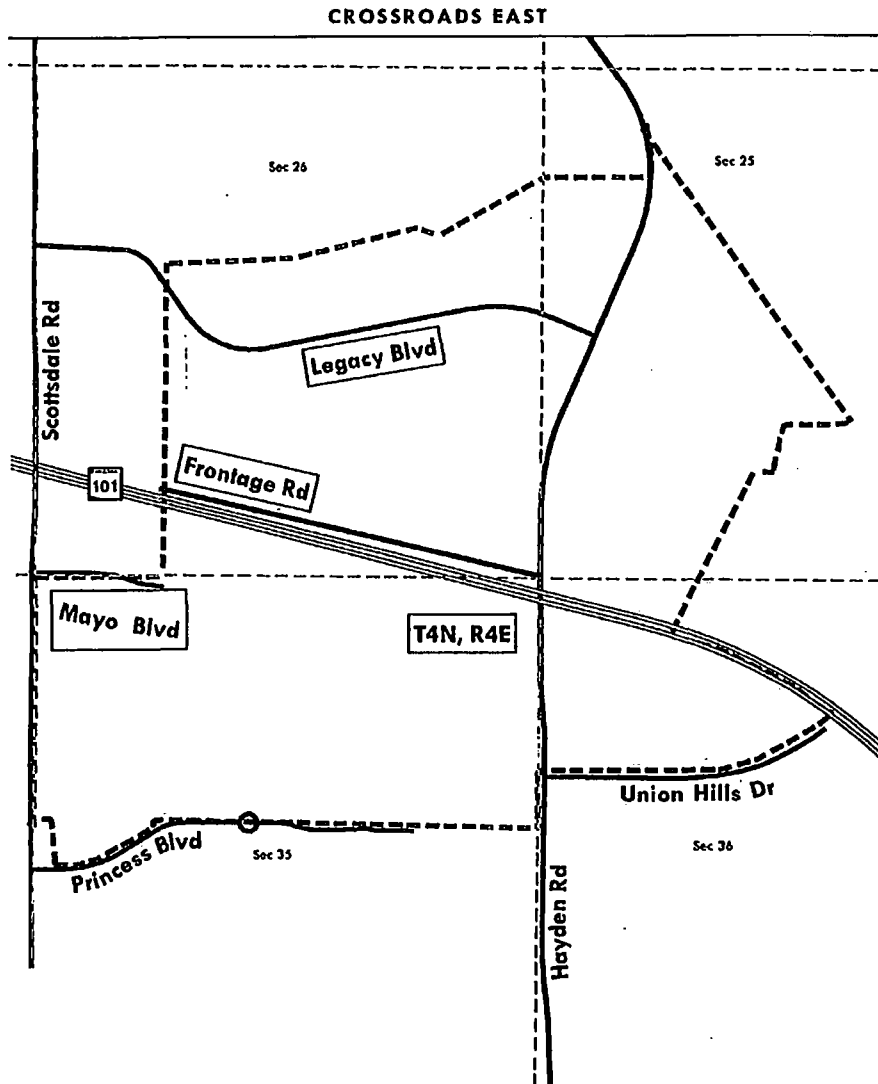 CROSSROADS EAST
Sec 26
Sec 25
Scottsdale Rd
Legacy Blvd
Frontage Rd
101
Mayo Blvd
T4N, R4E
Union Hills Dr
Princess Blvd
Sec 35
Sec 36
Hayden Rd